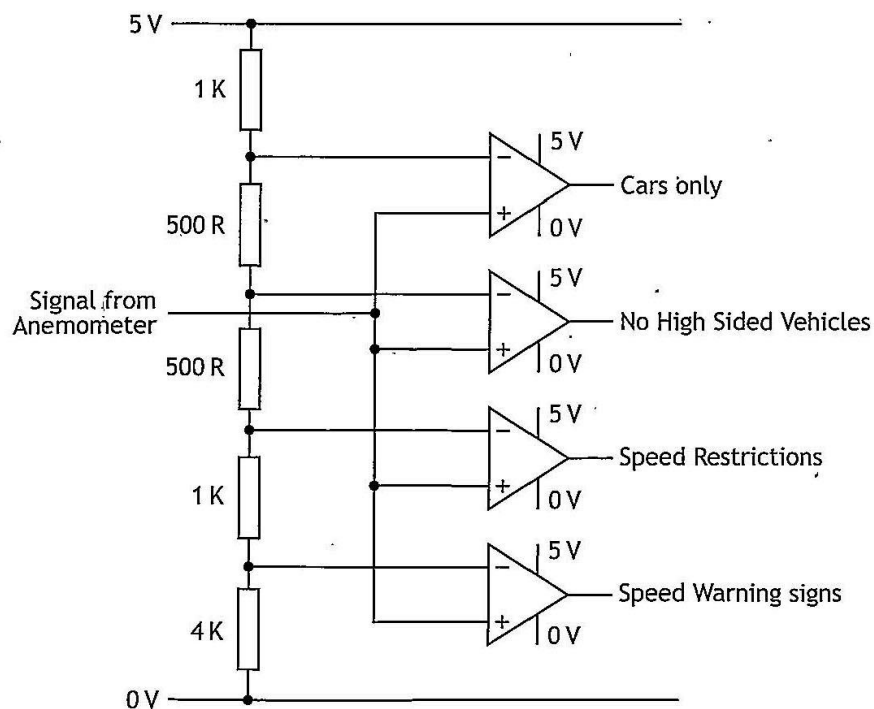 5 V
1 K
−
5 V
Cars only
+
0 V
500 R
−
5 V
Signal from
Anemometer
No High Sided Vehicles
+
0 V
500 R
−
5 V
Speed Restrictions
+
0 V
1 K
−
5 V
Speed Warning signs
+
0 V
4 K
0 V